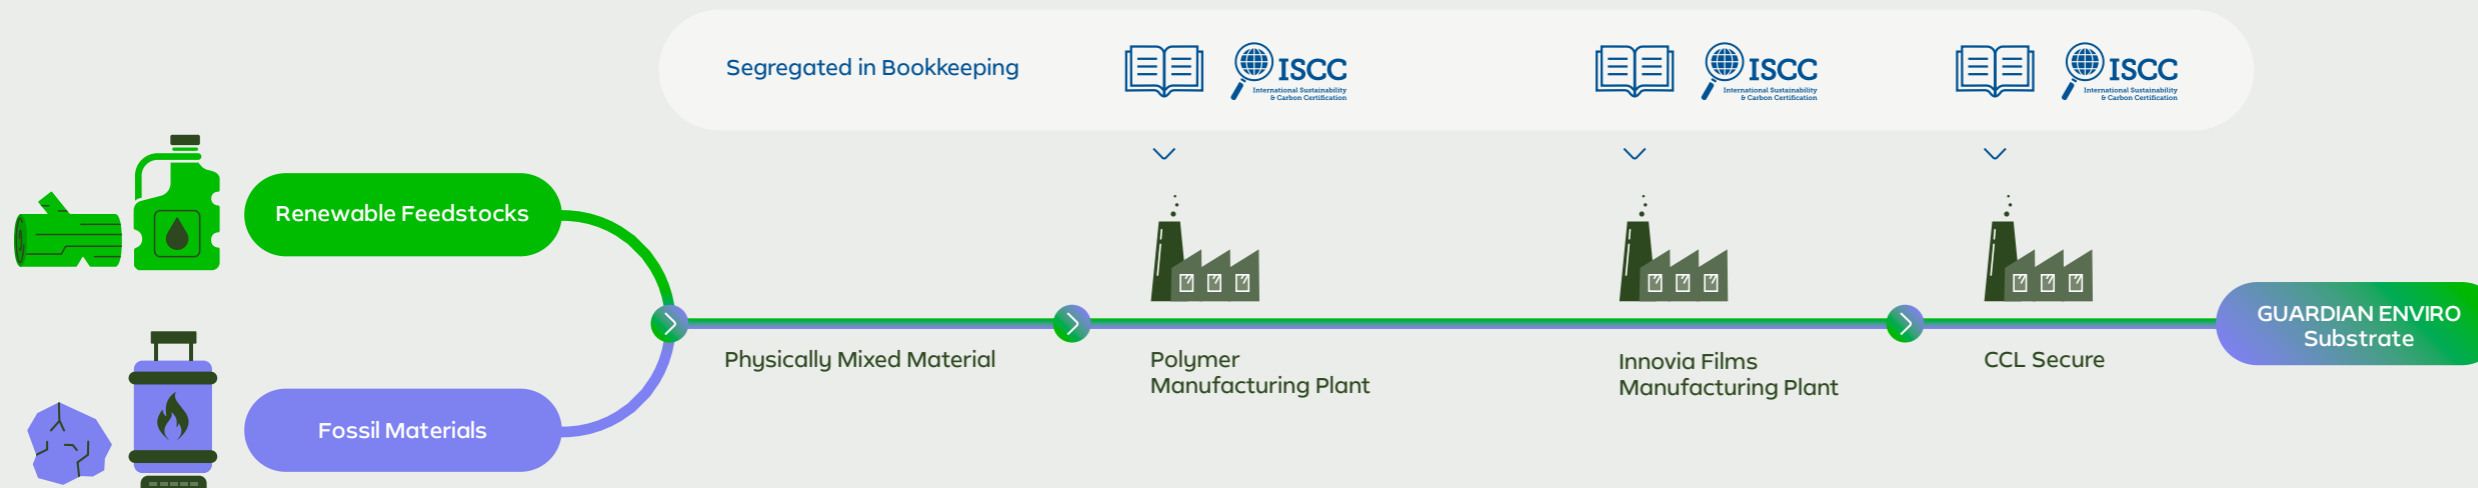 Segregated in Bookkeeping
ISCC
International Sustainability
& Carbon Certification
ISCC
International Sustainability
& Carbon Certification
ISCC
International Sustainability
& Carbon Certification
Renewable Feedstocks
Fossil Materials
Physically Mixed Material
Polymer
Manufacturing Plant
Innovia Films
Manufacturing Plant
CCL Secure
GUARDIAN ENVIRO
Substrate